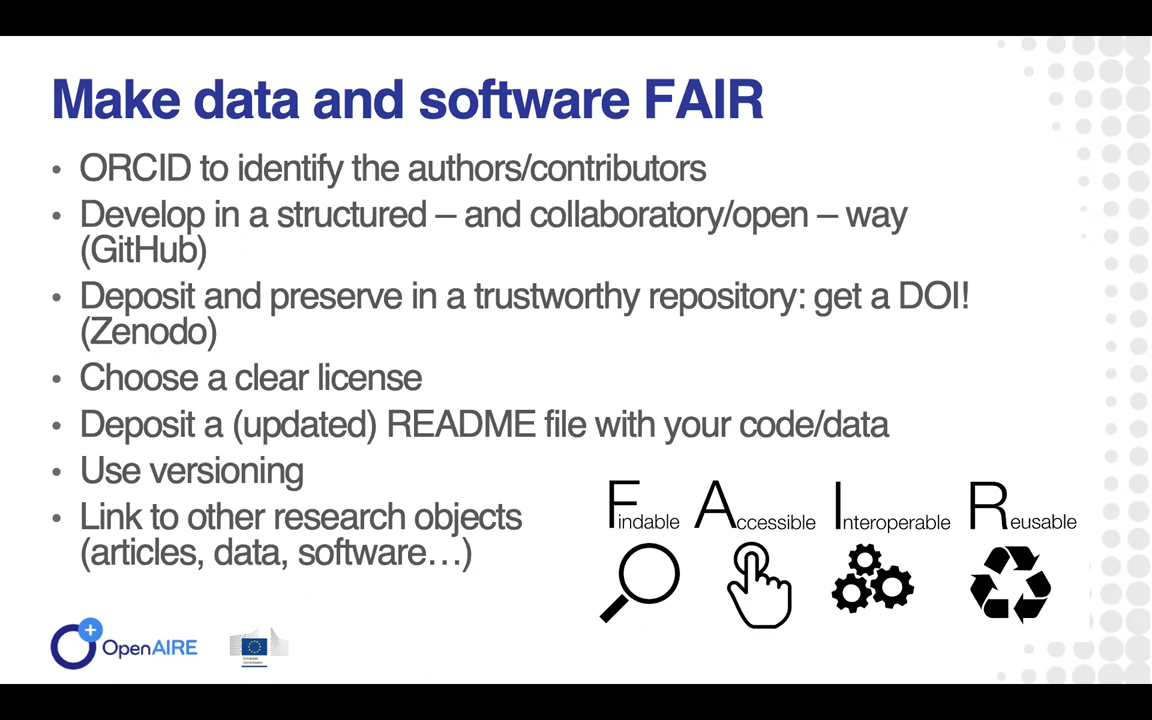 Make data and software FAIR
• ORCID to identify the authors/contributors
• Develop in a structured – and collaboratory/open – way
(GitHub)
• Deposit and preserve in a trustworthy repository: get a DOI!
(Zenodo)
• Choose a clear license
• Deposit a (updated) README file with your code/data
• Use versioning
• Link to other research objects
(articles, data, software…)
Findable Accessible Interoperable Reusable
OpenAIRE
European
Commission